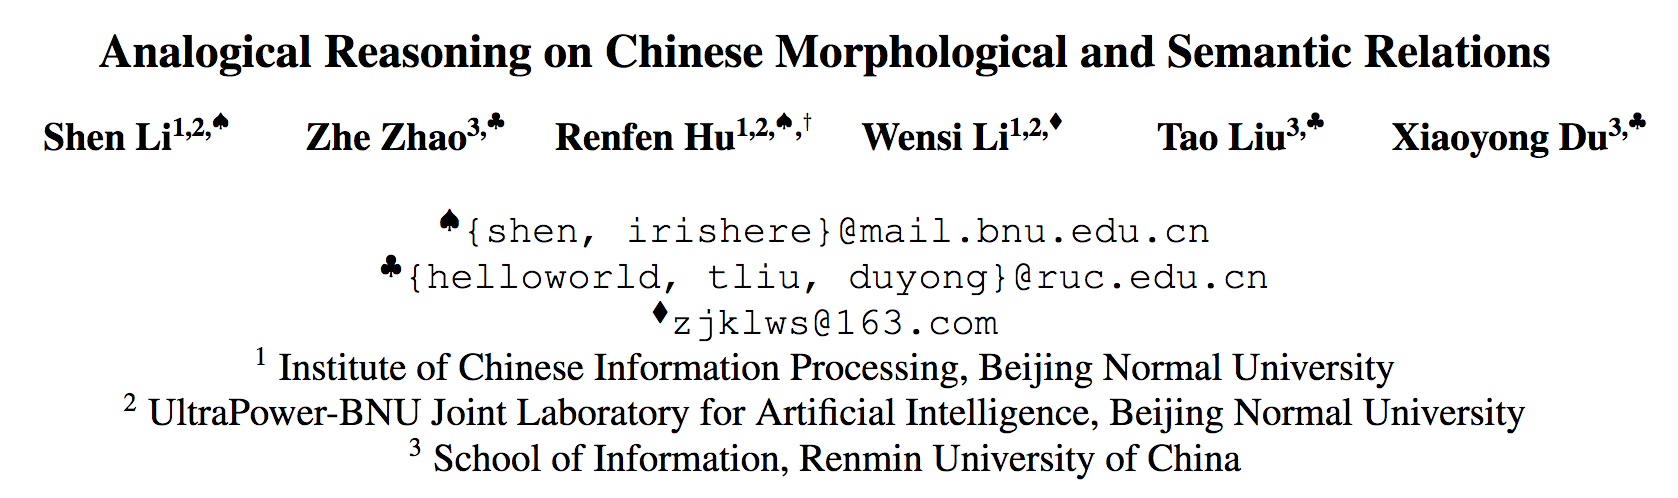 Analogical Reasoning on Chinese Morphological and Semantic Relations
Shen Li1,2,♠ Zhe Zhao3,♣ Renfen Hu1,2,♠,† Wensi Li1,2,♦ Tao Liu3,♣ Xiaoyong Du3,♣
♠{shen, irishere}@mail.bnu.edu.cn
♣{helloworld, tliu, duyong}@ruc.edu.cn
♦zjklws@163.com
1 Institute of Chinese Information Processing, Beijing Normal University
2 UltraPower-BNU Joint Laboratory for Artificial Intelligence, Beijing Normal University
3 School of Information, Renmin University of China